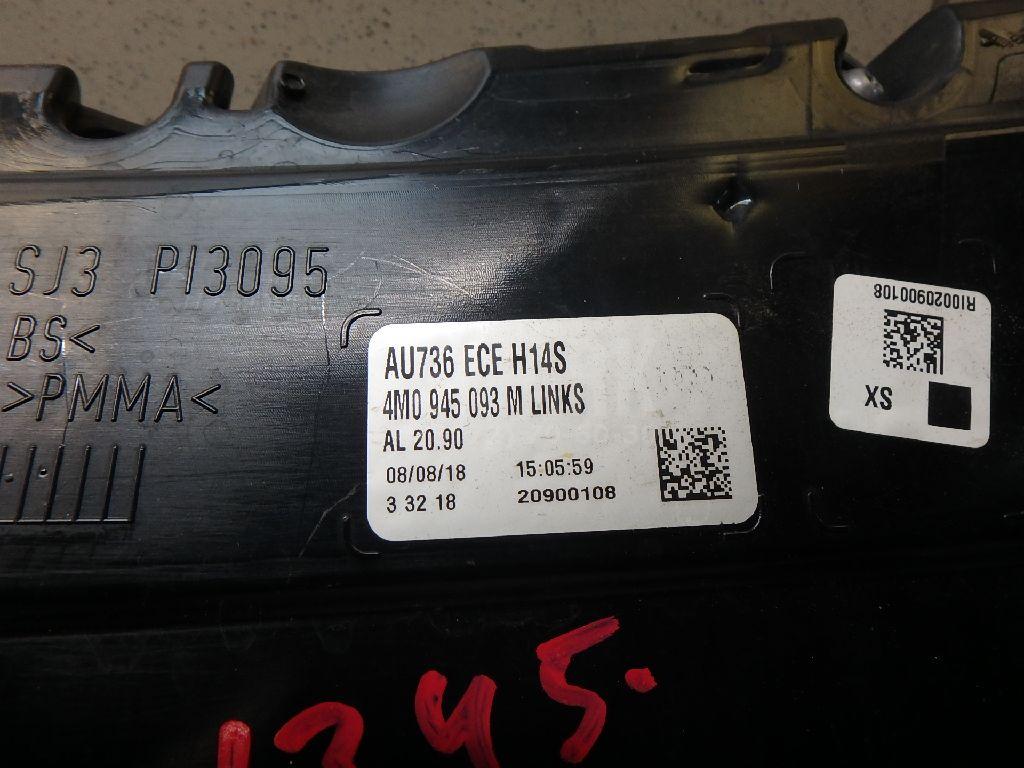 SJ3 PI3095
BS<
>PMMA<
AU736 ECE H14S
4M0 945 093 M LINKS
AL 20.90
08/08/18 15:05:59
3 32 18 20900108
RI0020900108
SX
1345.